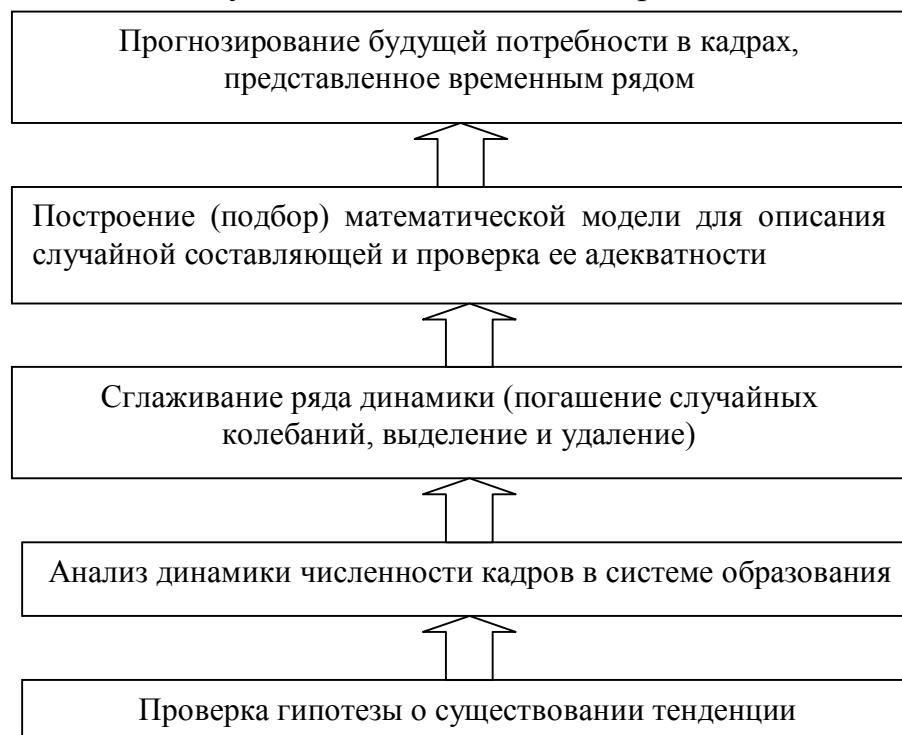 Прогнозирование будущей потребности в кадрах,
представленное временным рядом
Построение (подбор) математической модели для описания
случайной составляющей и проверка ее адекватности
Сглаживание ряда динамики (погашение случайных
колебаний, выделение и удаление)
Анализ динамики численности кадров в системе образования
Проверка гипотезы о существовании тенденции